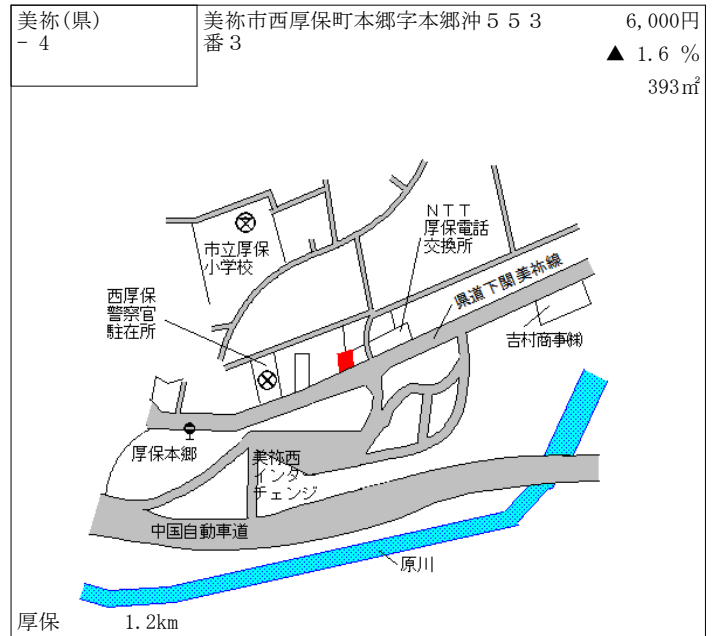 美祢(県)
- 4
美祢市西厚保町本郷字本郷沖５５３
番３
6,000円
▲ 1.6 %
393㎡
ＮＴＴ
厚保電話
交換所
市立厚保
小学校
県道下関美祢線
西厚保
警察官
駐在所
吉村商事㈱
厚保本郷
美祢西
インター
チェンジ
中国自動車道
原川
厚保 1.2km